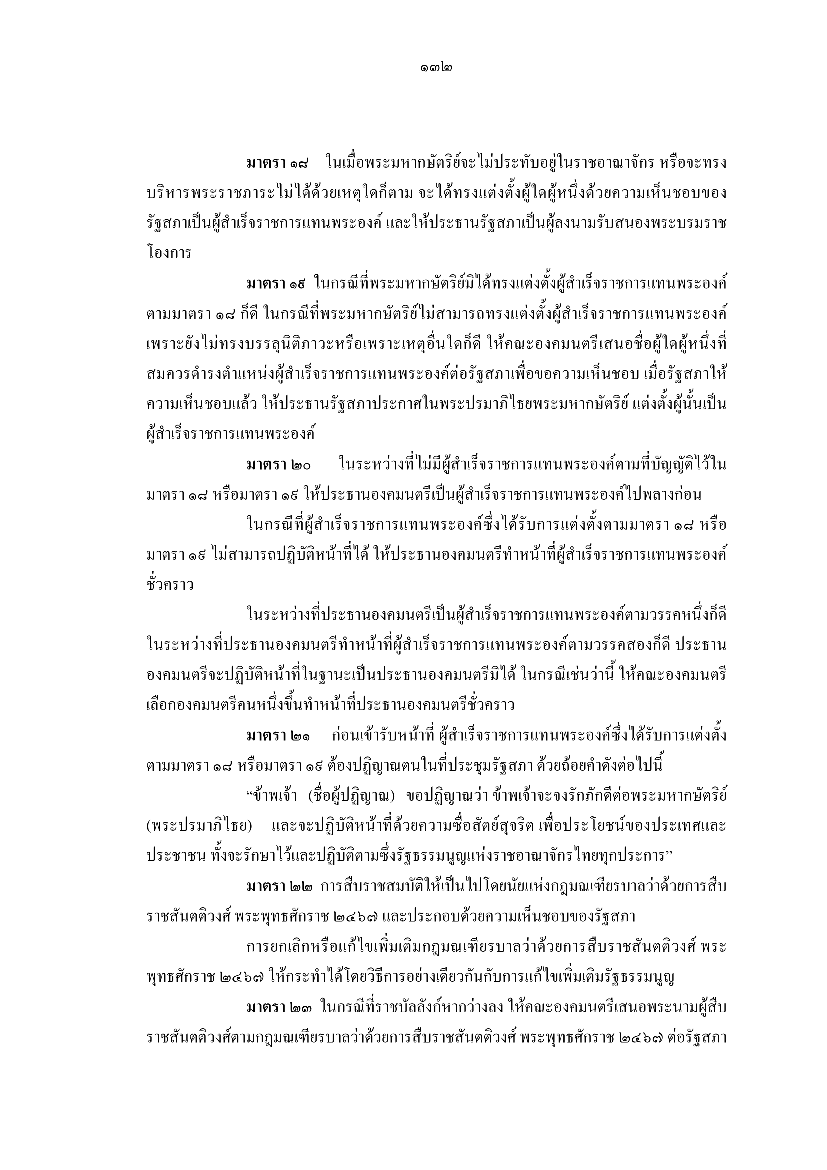 ๑๓๒
มาตรา ๑๘ ในเมื่อพระมหากษัตริย์จะไม่ประทับอยู่ในราชอาณาจักร หรือจะทรง
บริหารพระราชภาระไม่ได้ด้วยเหตุใดก็ตาม จะได้ทรงแต่งตั้งผู้ใดผู้หนึ่งด้วยความเห็นชอบของ
รัฐสภาเป็นผู้สำเร็จราชการแทนพระองค์ และให้ประธานรัฐสภาเป็นผู้ลงนามรับสนองพระบรมราช
โองการ
มาตรา ๑๙ ในกรณีที่พระมหากษัตริย์มิได้ทรงแต่งตั้งผู้สำเร็จราชการแทนพระองค์
ตามมาตรา ๑๘ ก็ดี ในกรณีที่พระมหากษัตริย์ไม่สามารถทรงแต่งตั้งผู้สำเร็จราชการแทนพระองค์
เพราะยังไม่ทรงบรรลุนิติภาวะหรือเพราะเหตุอื่นใดก็ดี ให้คณะองคมนตรีเสนอชื่อผู้ใดผู้หนึ่งที่
สมควรดำรงตำแหน่งผู้สำเร็จราชการแทนพระองค์ต่อรัฐสภาเพื่อขอความเห็นชอบ เมื่อรัฐสภาให้
ความเห็นชอบแล้ว ให้ประธานรัฐสภาประกาศในพระปรมาภิไธยพระมหากษัตริย์ แต่งตั้งผู้นั้นเป็น
ผู้สำเร็จราชการแทนพระองค์
มาตรา ๒๐ ในระหว่างที่ไม่มีผู้สำเร็จราชการแทนพระองค์ตามที่บัญญัติไว้ใน
มาตรา ๑๘ หรือมาตรา ๑๙ ให้ประธานองคมนตรีเป็นผู้สำเร็จราชการแทนพระองค์ไปพลางก่อน
ในกรณีที่ผู้สำเร็จราชการแทนพระองค์ซึ่งได้รับการแต่งตั้งตามมาตรา ๑๘ หรือ
มาตรา ๑๙ ไม่สามารถปฏิบัติหน้าที่ได้ ให้ประธานองคมนตรีทำหน้าที่ผู้สำเร็จราชการแทนพระองค์
ชั่วคราว
ในระหว่างที่ประธานองคมนตรีเป็นผู้สำเร็จราชการแทนพระองค์ตามวรรคหนึ่งก็ดี
ในระหว่างที่ประธานองคมนตรีทำหน้าที่ผู้สำเร็จราชการแทนพระองค์ตามวรรคสองก็ดี ประธาน
องคมนตรีจะปฏิบัติหน้าที่ในฐานะเป็นประธานองคมนตรีมิได้ ในกรณีเช่นว่านี้ ให้คณะองคมนตรี
เลือกองคมนตรีคนหนึ่งขึ้นทำหน้าที่ประธานองคมนตรีชั่วคราว
มาตรา ๒๑ ก่อนเข้ารับหน้าที่ ผู้สำเร็จราชการแทนพระองค์ซึ่งได้รับการแต่งตั้ง
ตามมาตรา ๑๘ หรือมาตรา ๑๙ ต้องปฏิญาณตนในที่ประชุมรัฐสภา ด้วยถ้อยคำดังต่อไปนี้
“ข้าพเจ้า (ชื่อผู้ปฏิญาณ) ขอปฏิญาณว่า ข้าพเจ้าจะจงรักภักดีต่อพระมหากษัตริย์
(พระปรมาภิไธย) และจะปฏิบัติหน้าที่ด้วยความซื่อสัตย์สุจริต เพื่อประโยชน์ของประเทศและ
ประชาชน ทั้งจะรักษาไว้และปฏิบัติตามซึ่งรัฐธรรมนูญแห่งราชอาณาจักรไทยทุกประการ”
มาตรา ๒๒ การสืบราชสมบัติให้เป็นไปโดยนัยแห่งกฎมณเฑียรบาลว่าด้วยการสืบ
ราชสันตติวงศ์ พระพุทธศักราช ๒๔๖๗ และประกอบด้วยความเห็นชอบของรัฐสภา
การยกเลิกหรือแก้ไขเพิ่มเติมกฎมณเฑียรบาลว่าด้วยการสืบราชสันตติวงศ์ พระ
พุทธศักราช ๒๔๖๗ ให้กระทำได้โดยวิธีการอย่างเดียวกันกับการแก้ไขเพิ่มเติมรัฐธรรมนูญ
มาตรา ๒๓ ในกรณีที่ราชบัลลังก์หากว่างลง ให้คณะองคมนตรีเสนอพระนามผู้สืบ
ราชสันตติวงศ์ตามกฎมณเฑียรบาลว่าด้วยการสืบราชสันตติวงศ์ พระพุทธศักราช ๒๔๖๗ ต่อรัฐสภา